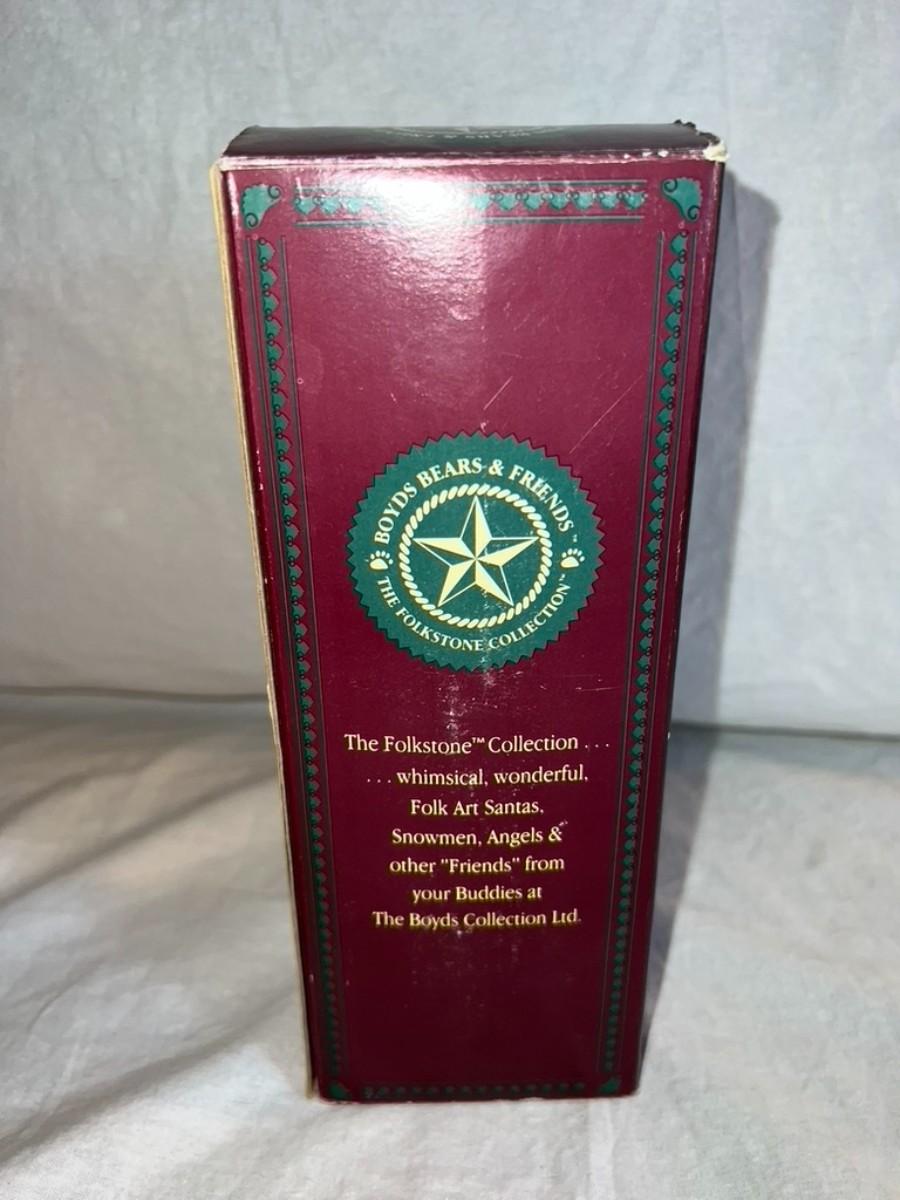 BOYDS BEARS & FRIENDS™
THE FOLKSTONE COLLECTION™
The Folkstone™ Collection . . .
. . . whimsical, wonderful,
Folk Art Santas,
Snowmen, Angels &
other "Friends" from
your Buddies at
The Boyds Collection Ltd.